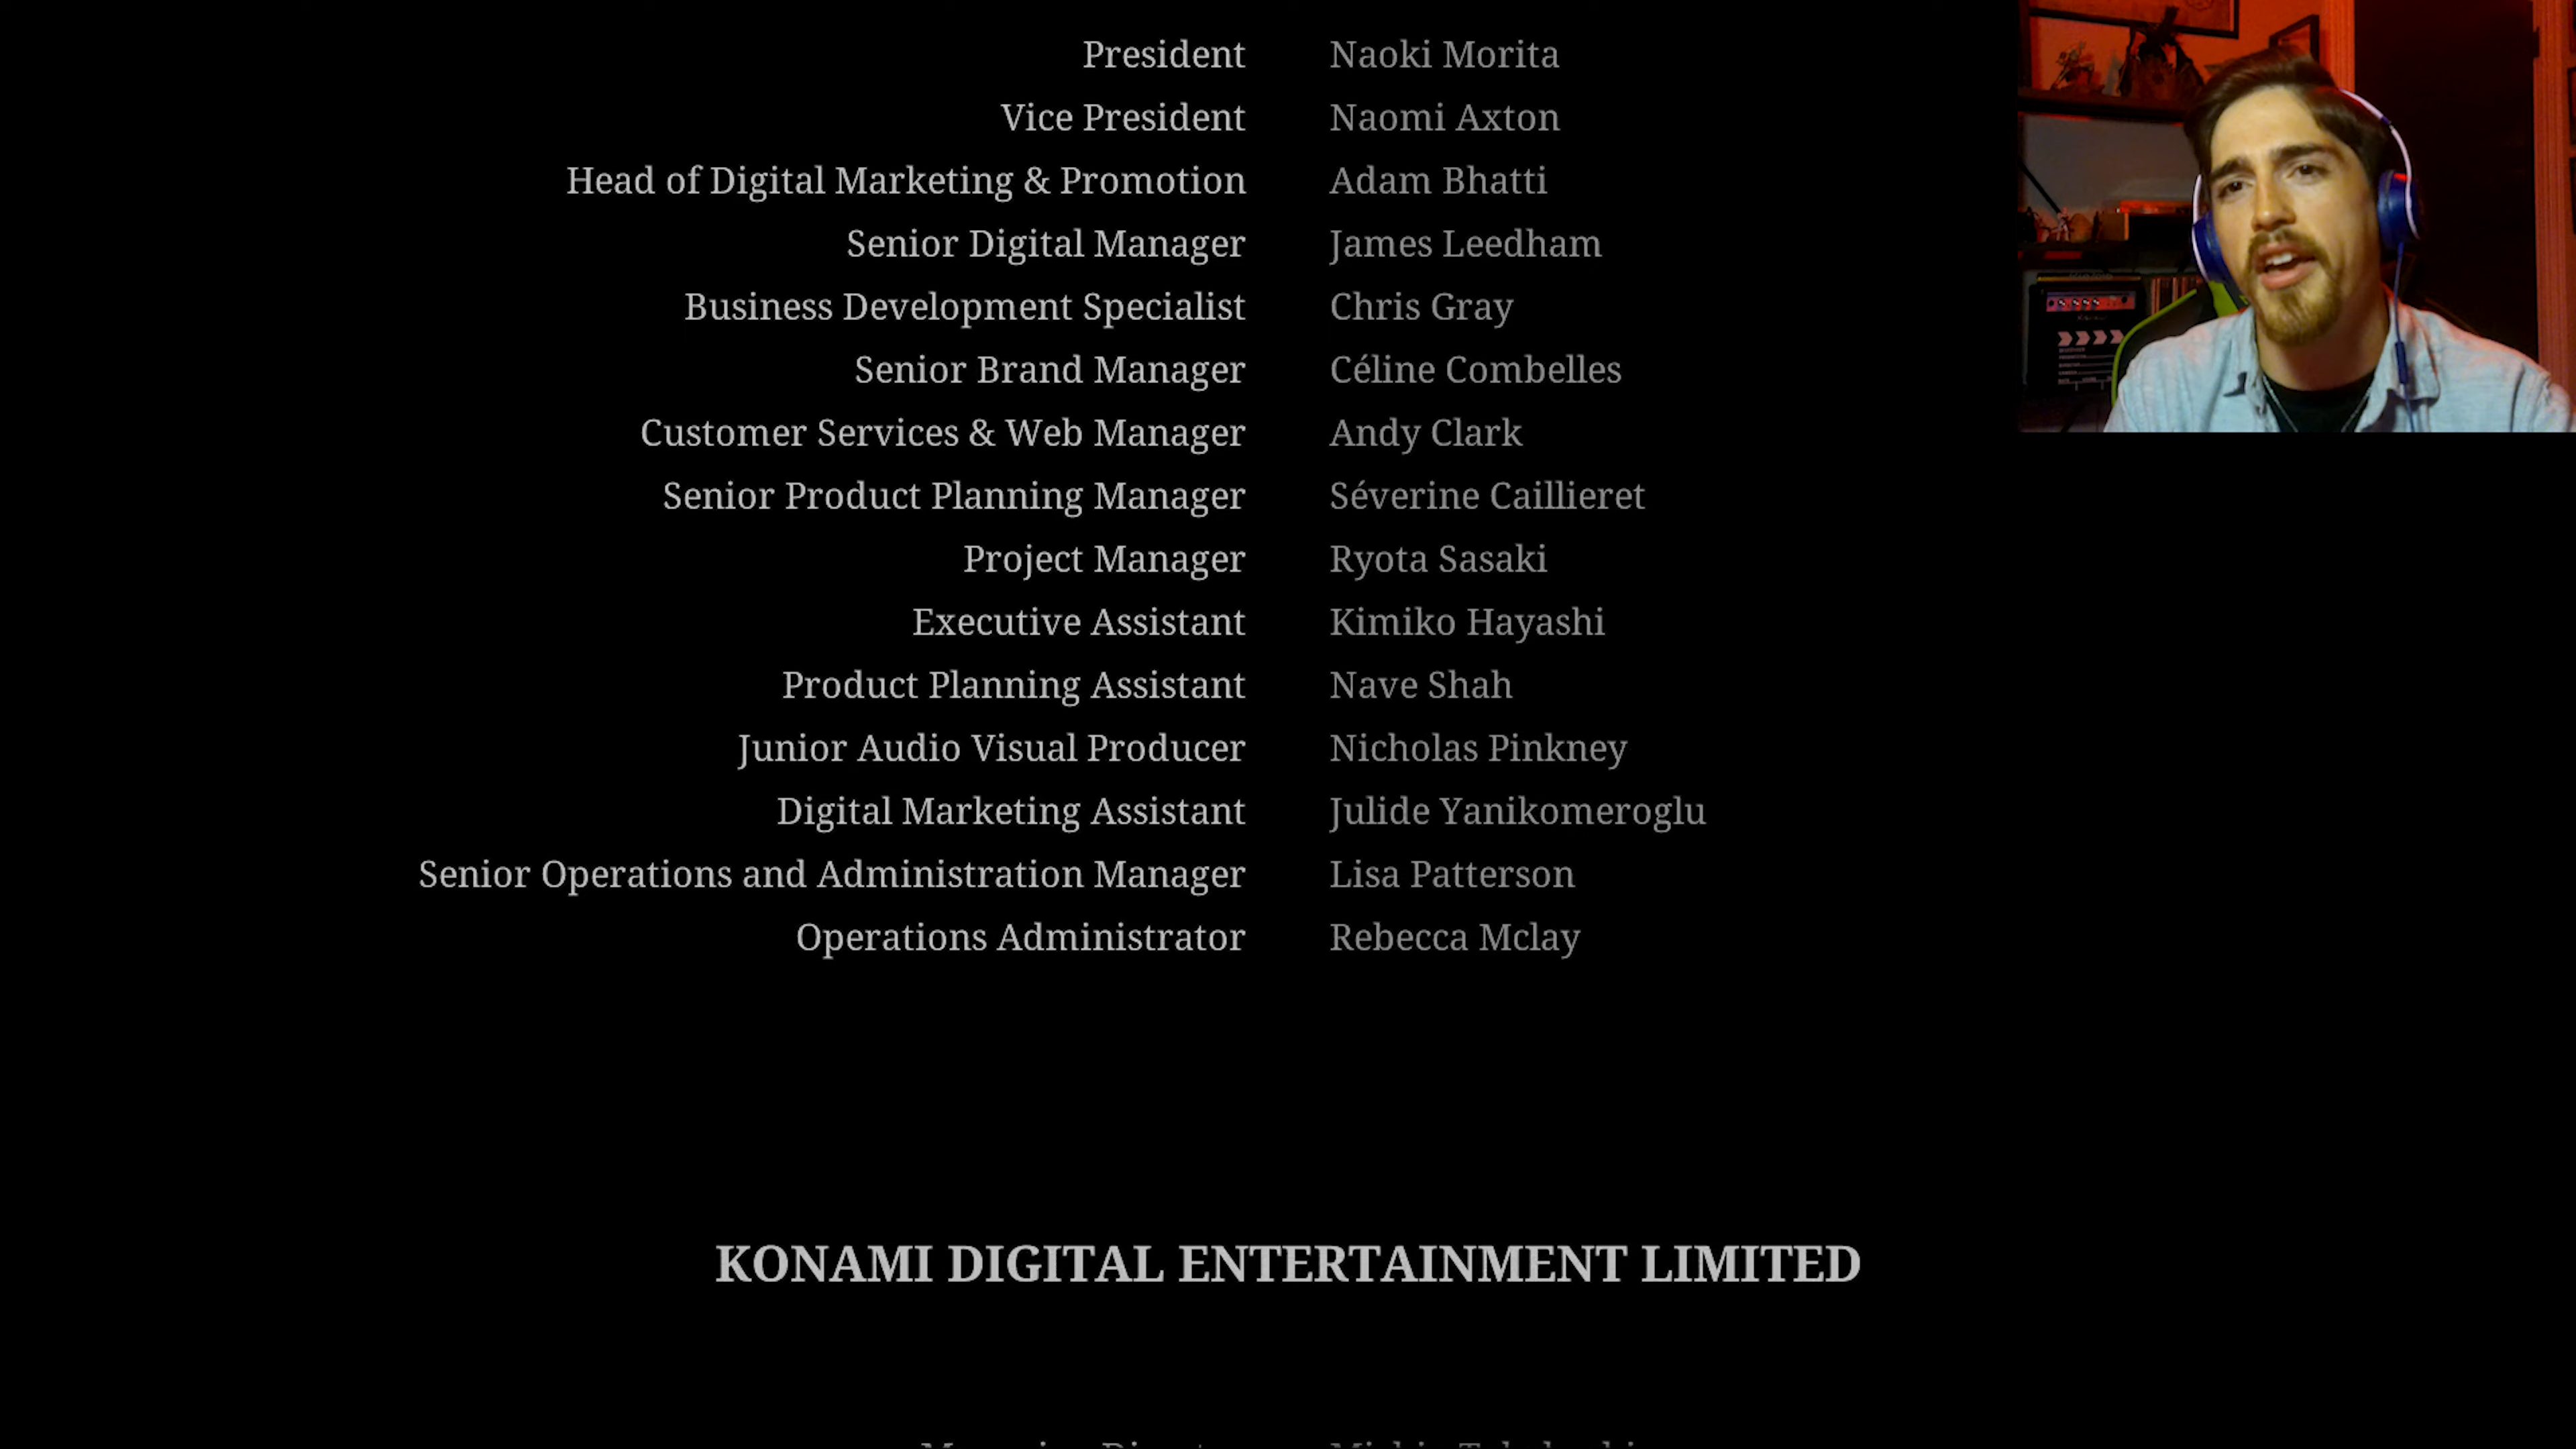 President Naoki Morita
Vice President Naomi Axton
Head of Digital Marketing & Promotion Adam Bhatti
Senior Digital Manager James Leedham
Business Development Specialist Chris Gray
Senior Brand Manager Céline Combelles
Customer Services & Web Manager Andy Clark
Senior Product Planning Manager Séverine Caillieret
Project Manager Ryota Sasaki
Executive Assistant Kimiko Hayashi
Product Planning Assistant Nave Shah
Junior Audio Visual Producer Nicholas Pinkney
Digital Marketing Assistant Julide Yanikomeroglu
Senior Operations and Administration Manager Lisa Patterson
Operations Administrator Rebecca Mclay
KONAMI DIGITAL ENTERTAINMENT LIMITED